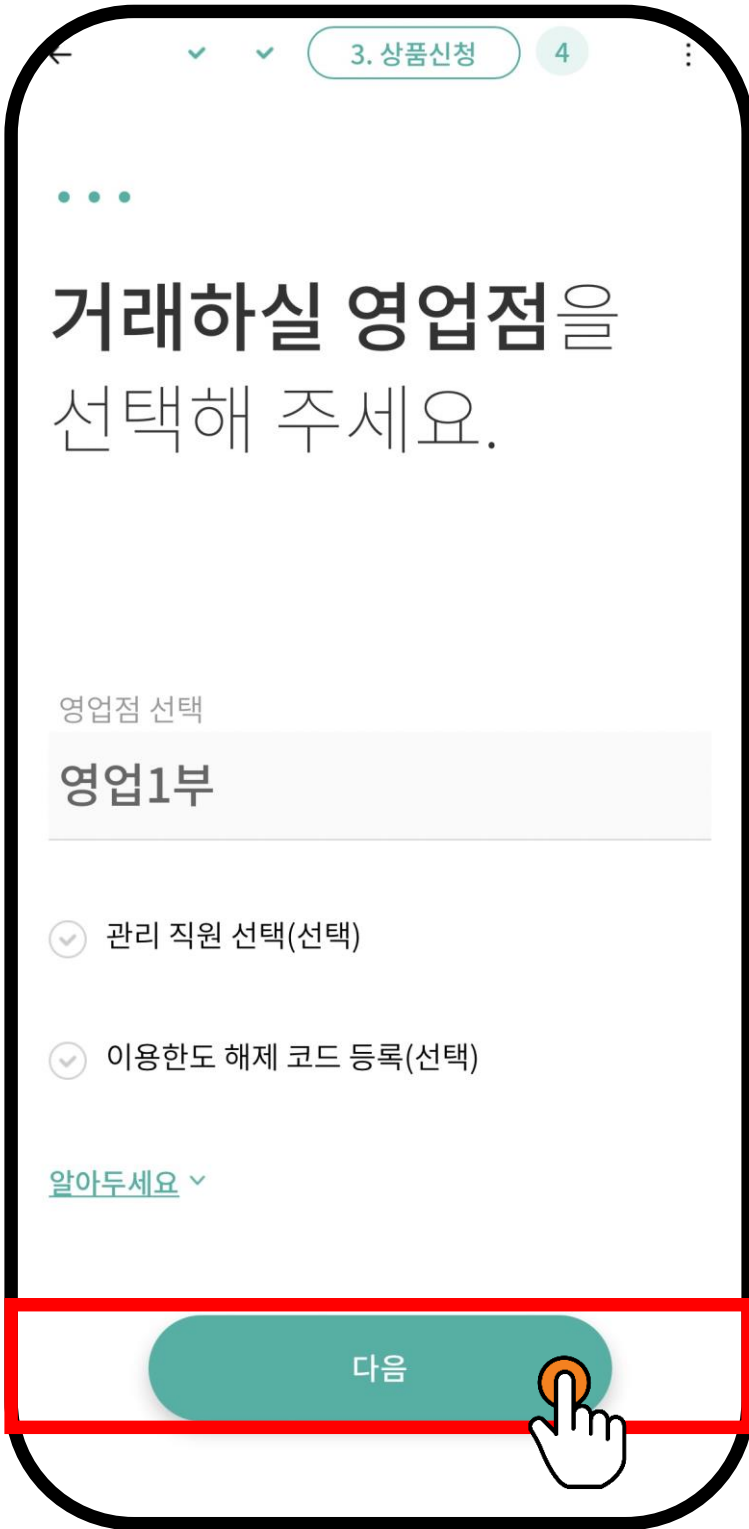 3. 상품신청 4
거래하실 영업점을
선택해 주세요.
영업점 선택
영업1부
관리 직원 선택(선택)
이용한도 해제 코드 등록(선택)
알아두세요
다음